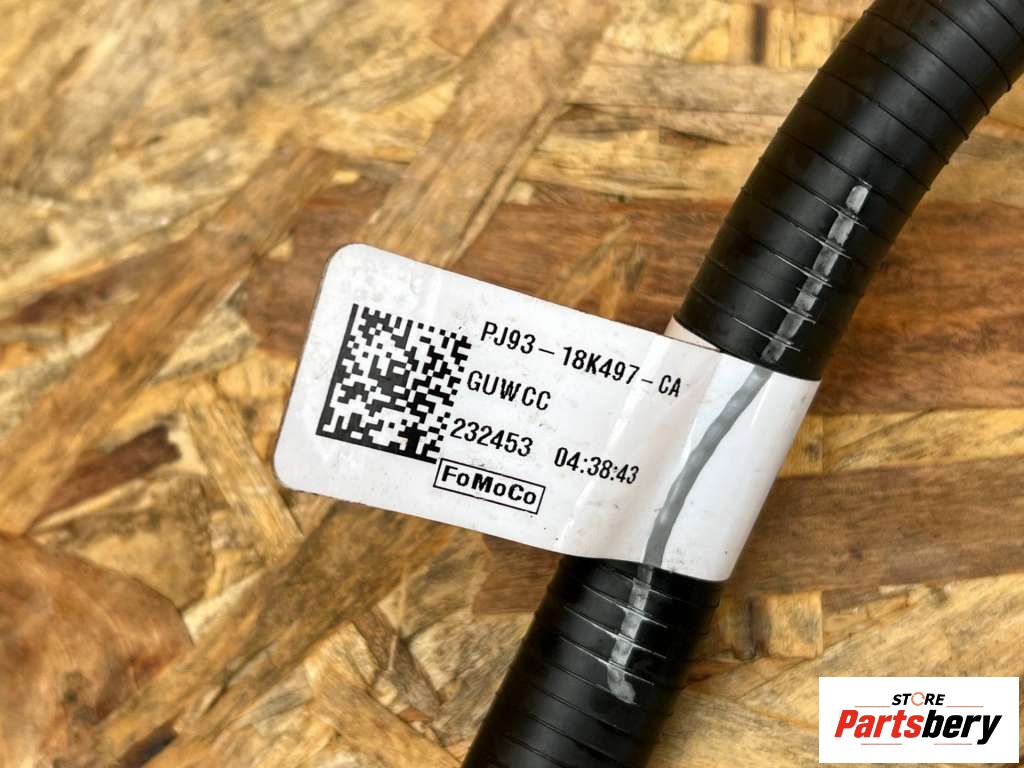 PJ93-18K497-CA
GUWCC
232453 04:38:43
FoMoCo
STORE
Partsbery